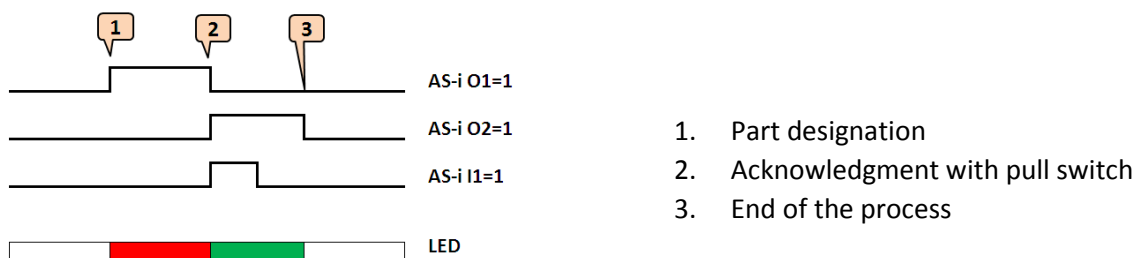 1 2 3
AS-i O1=1
AS-i O2=1
AS-i I1=1
LED
1. Part designation
2. Acknowledgment with pull switch
3. End of the process